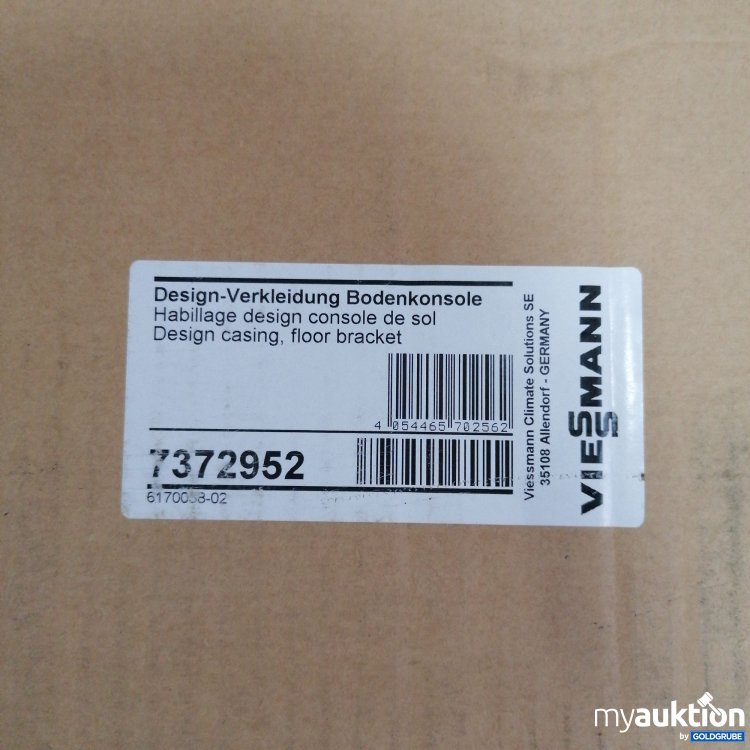 Design-Verkleidung Bodenkonsole
Habillage design console de sol
Design casing, floor bracket
4 054465 702562
7372952
Viessmann Climate Solutions SE
35108 Allendorf - GERMANY
VIESSMANN
myauktion
by GOLDGRUBE